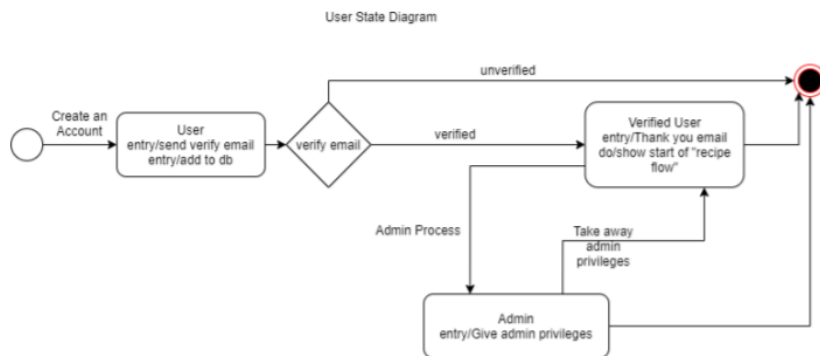 User State Diagram
unverified
Create an
Account
User
entry/send verify email
entry/add to db
verify email
verified
Verified User
entry/Thank you email
do/show start of "recipe
flow"
Admin Process
Take away
admin
privileges
Admin
entry/Give admin privileges